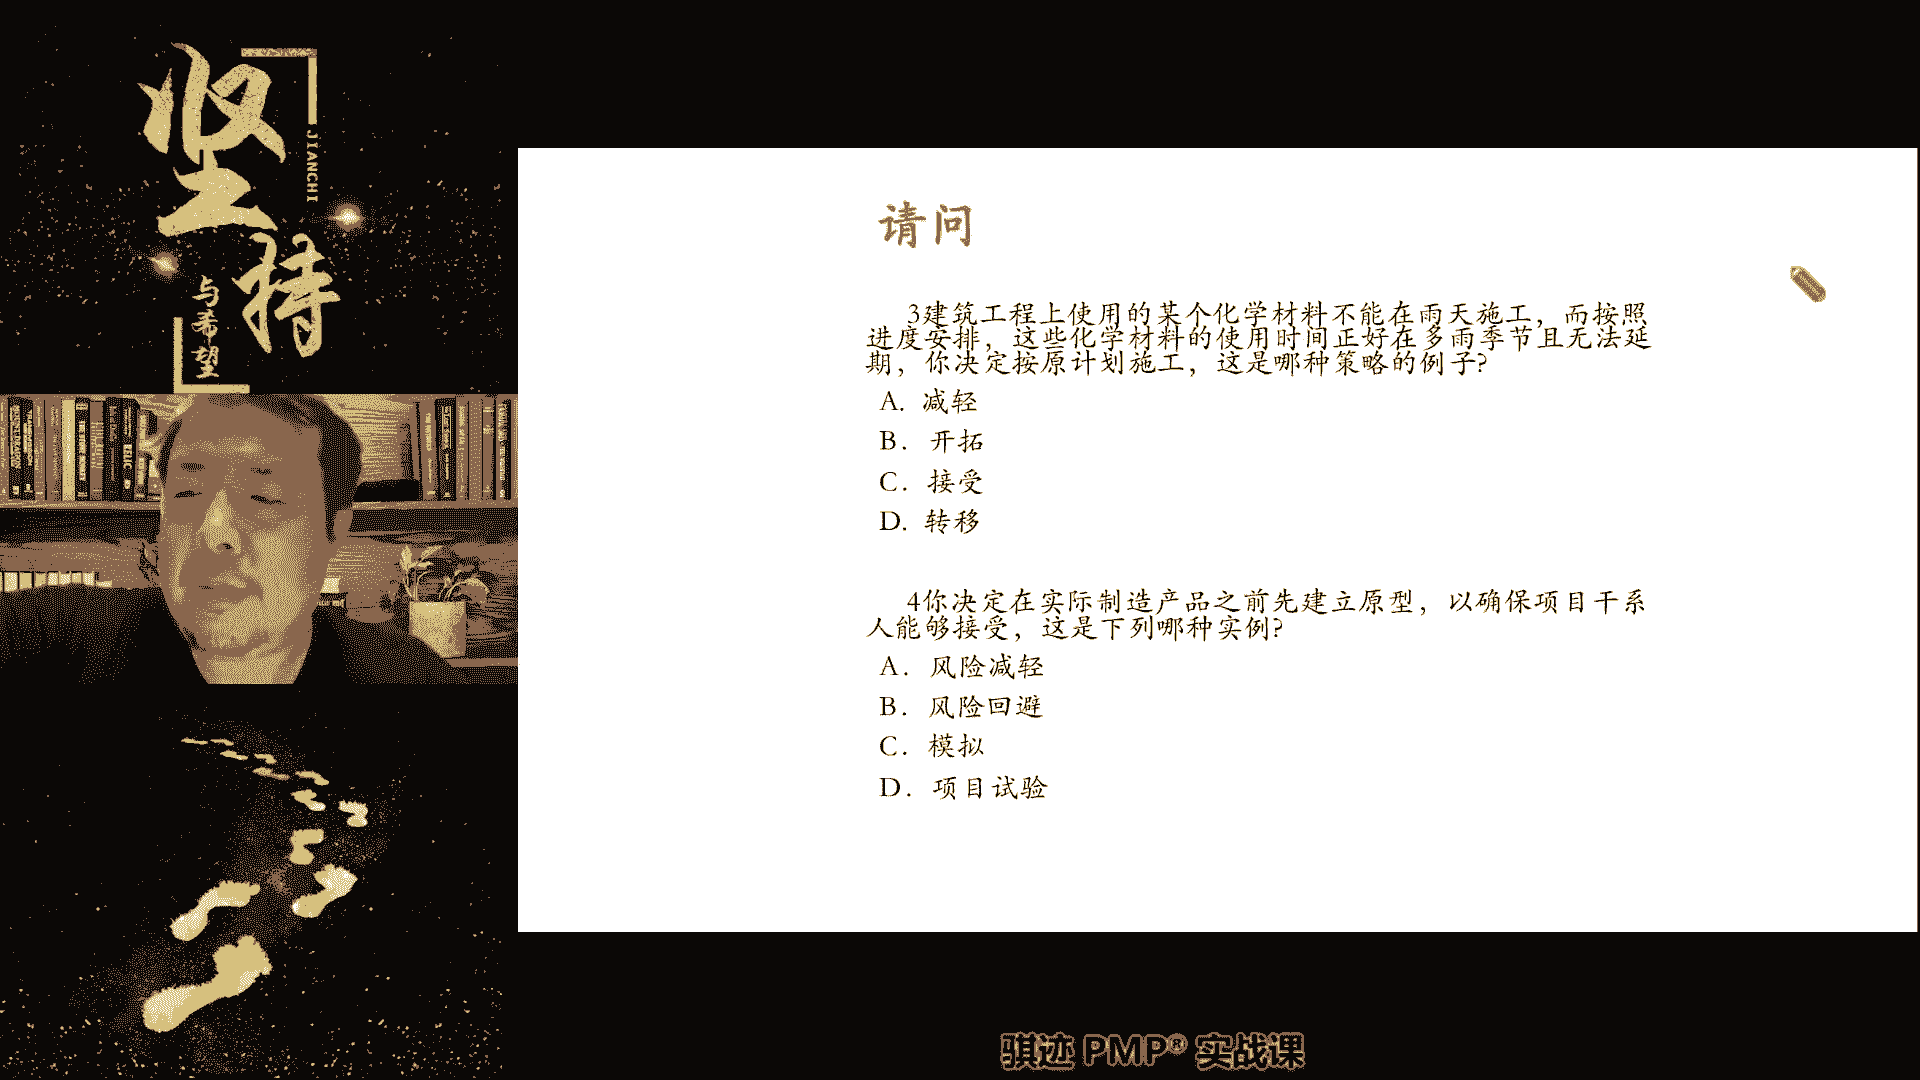 坚持
JIANCHI
与希望
请问
3建筑工程上使用的某个化学材料不能在雨天施工，而按照
进度安排，这些化学材料的使用时间正好在多雨季节且无法延
期，你决定按原计划施工，这是哪种策略的例子?
A. 减轻
B. 开拓
C. 接受
D. 转移
4你决定在实际制造产品之前先建立原型，以确保项目干系
人能够接受，这是下列哪种实例?
A. 风险减轻
B. 风险回避
C. 模拟
D. 项目试验
骐迹 PMP® 实战课